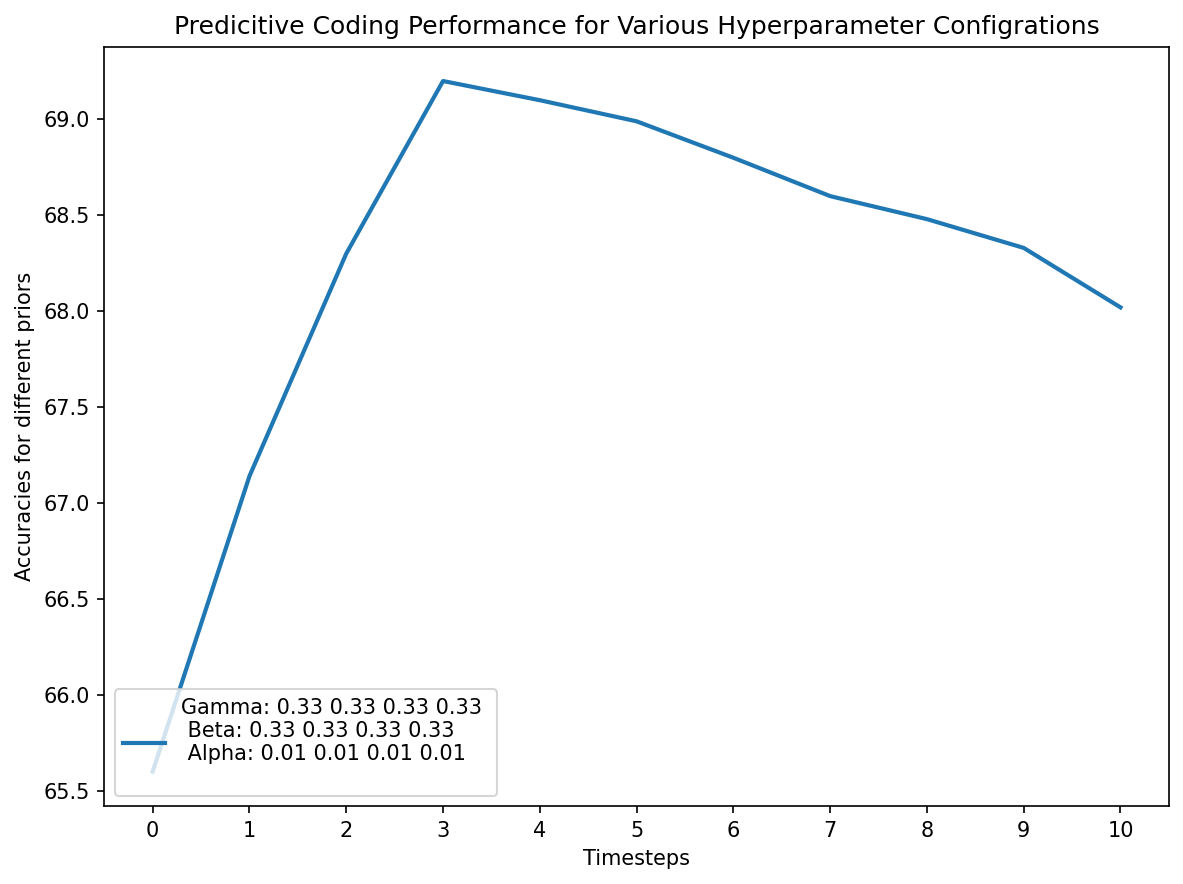 Predicitive Coding Performance for Various Hyperparameter Configrations
Accuracies for different priors
69.0
68.5
68.0
67.5
67.0
66.5
66.0
65.5
Gamma: 0.33 0.33 0.33 0.33
Beta: 0.33 0.33 0.33 0.33
Alpha: 0.01 0.01 0.01 0.01
0 1 2 3 4 5 6 7 8 9 10
Timesteps